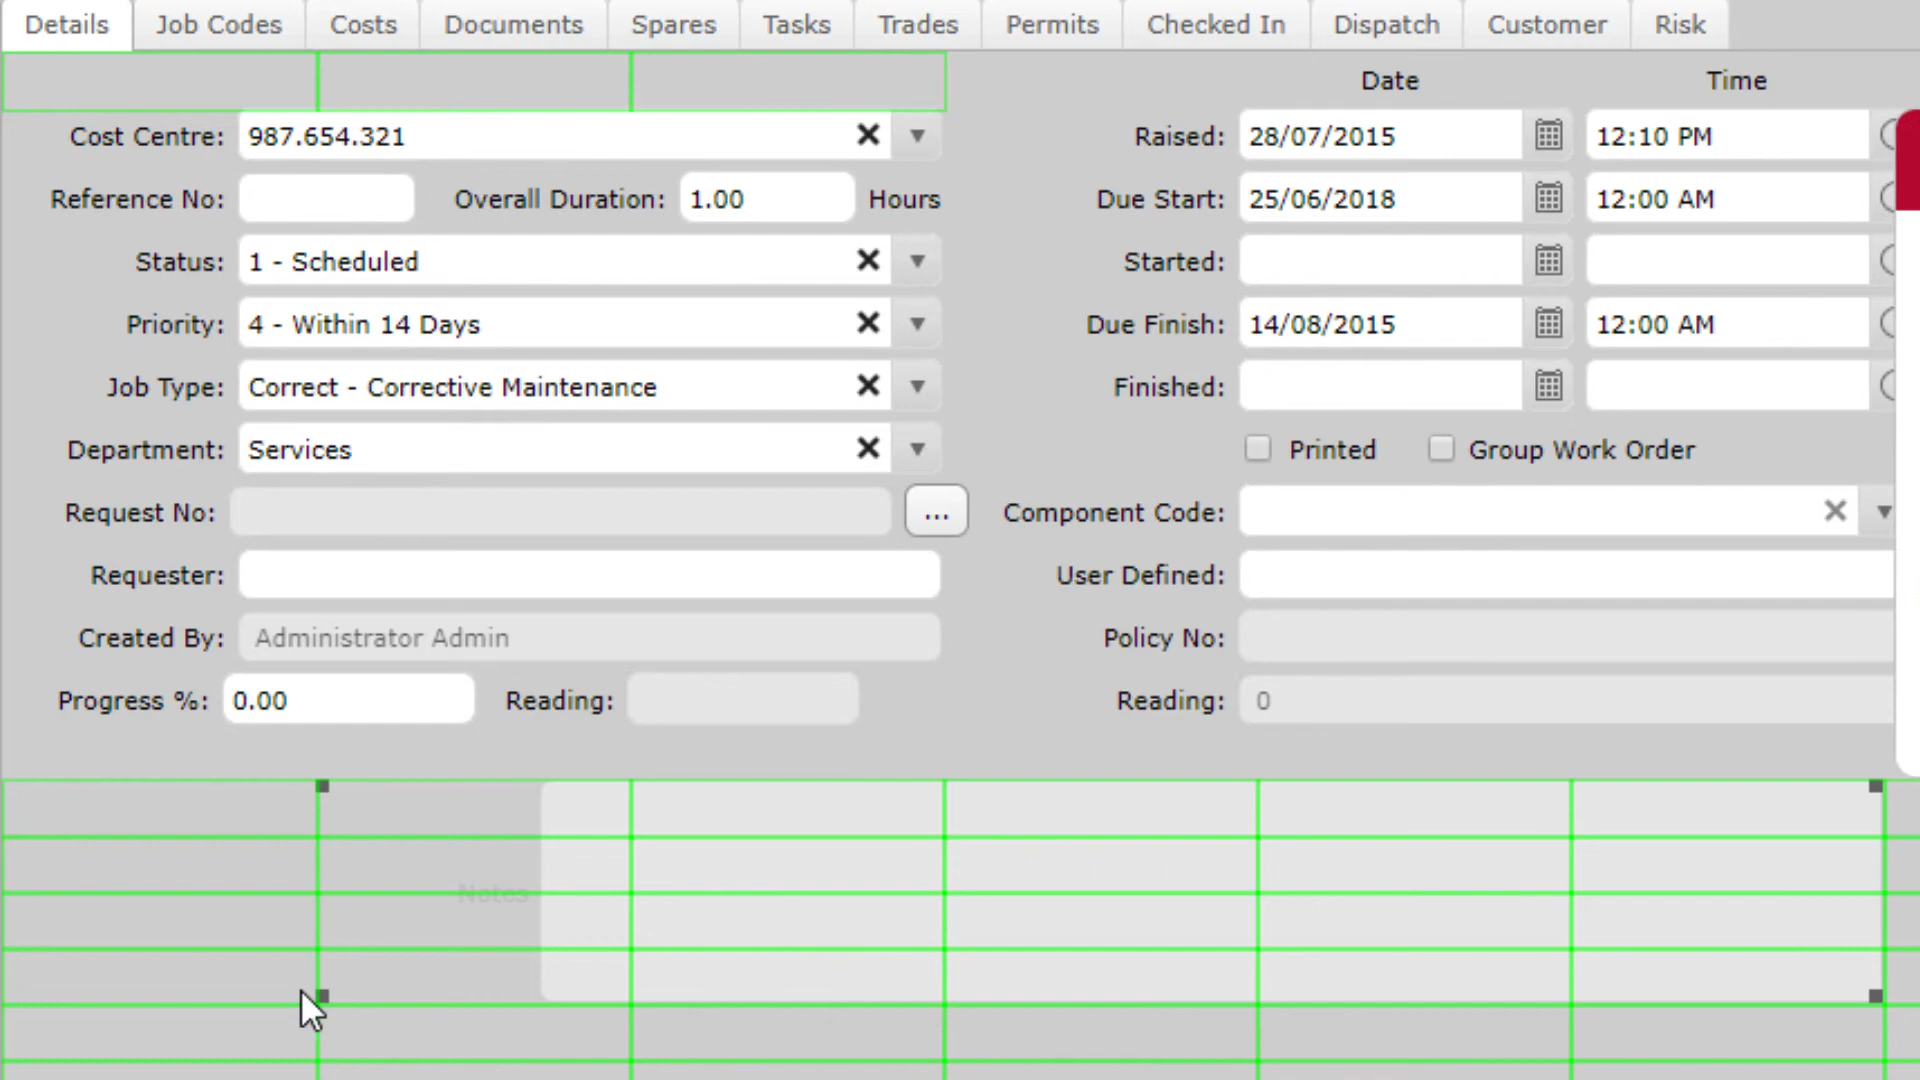 Details Job Codes Costs Documents Spares Tasks Trades Permits Checked In Dispatch Customer Risk
Date Time
Cost Centre: 987.654.321 Raised: 28/07/2015 12:10 PM
Reference No: Overall Duration: 1.00 Hours Due Start: 25/06/2018 12:00 AM
Status: 1 - Scheduled Started:
Priority: 4 - Within 14 Days Due Finish: 14/08/2015 12:00 AM
Job Type: Correct - Corrective Maintenance Finished:
Department: Services Printed Group Work Order
Request No: ... Component Code:
Requester: User Defined:
Created By: Administrator Admin Policy No:
Progress %: 0.00 Reading: Reading: 0
Notes